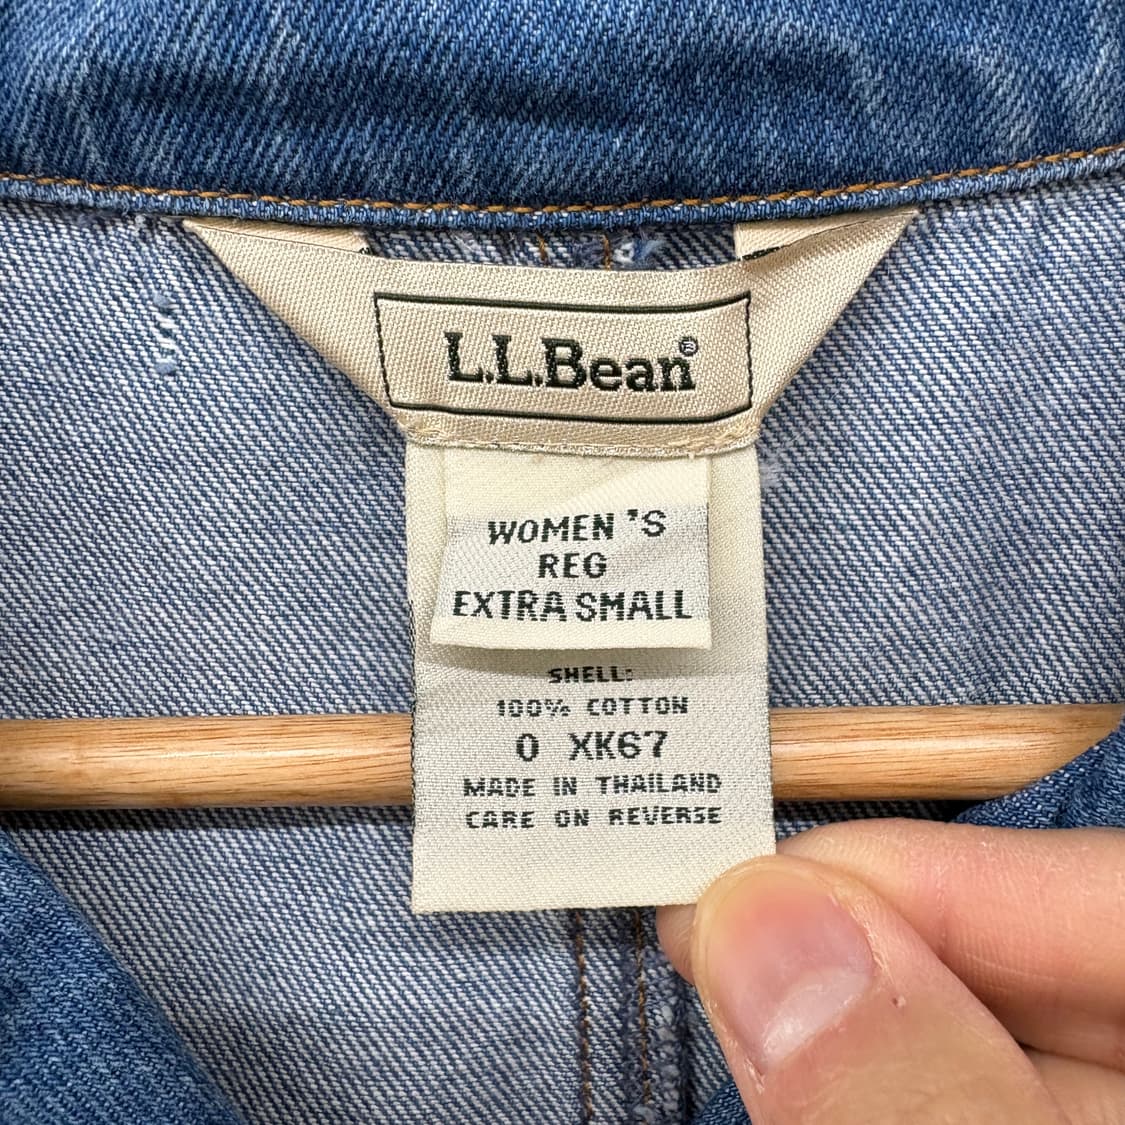 L.L.Bean®
WOMEN'S
REG
EXTRA SMALL
SHELL:
100% COTTON
0 XK67
MADE IN THAILAND
CARE ON REVERSE